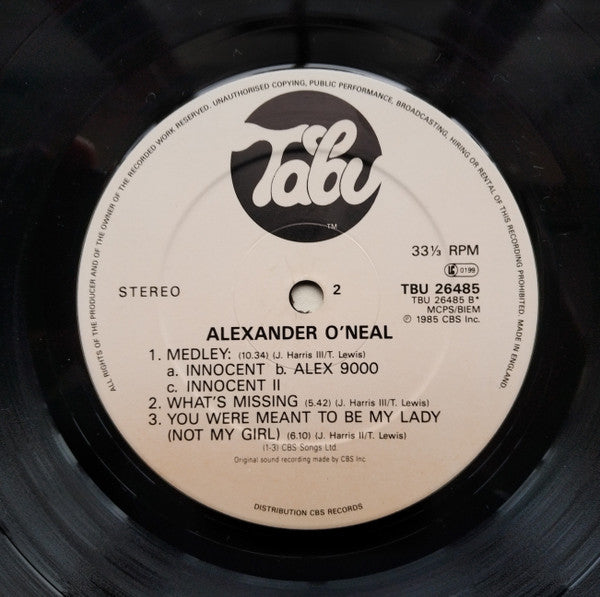 ALL RIGHTS OF THE PRODUCER AND OF THE OWNER OF THE RECORDED WORK RESERVED. UNAUTHORISED COPYING, PUBLIC PERFORMANCE, BROADCASTING, HIRING OR RENTAL OF THIS RECORDING PROHIBITED. MADE IN ENGLAND.
Tabu
TM
33⅓ RPM
LC 0199
STEREO
2
TBU 26485
TBU 26485 B*
MCPS/BIEM
℗ 1985 CBS Inc.
ALEXANDER O'NEAL
1. MEDLEY: (10.34) (J. Harris III/T. Lewis)
a. INNOCENT b. ALEX 9000
c. INNOCENT II
2. WHAT'S MISSING (5.42) (J. Harris III/T. Lewis)
3. YOU WERE MEANT TO BE MY LADY
(NOT MY GIRL) (6.10) (J. Harris II/T. Lewis)
(1-3) CBS Songs Ltd.
Original sound recording made by CBS Inc.
DISTRIBUTION CBS RECORDS